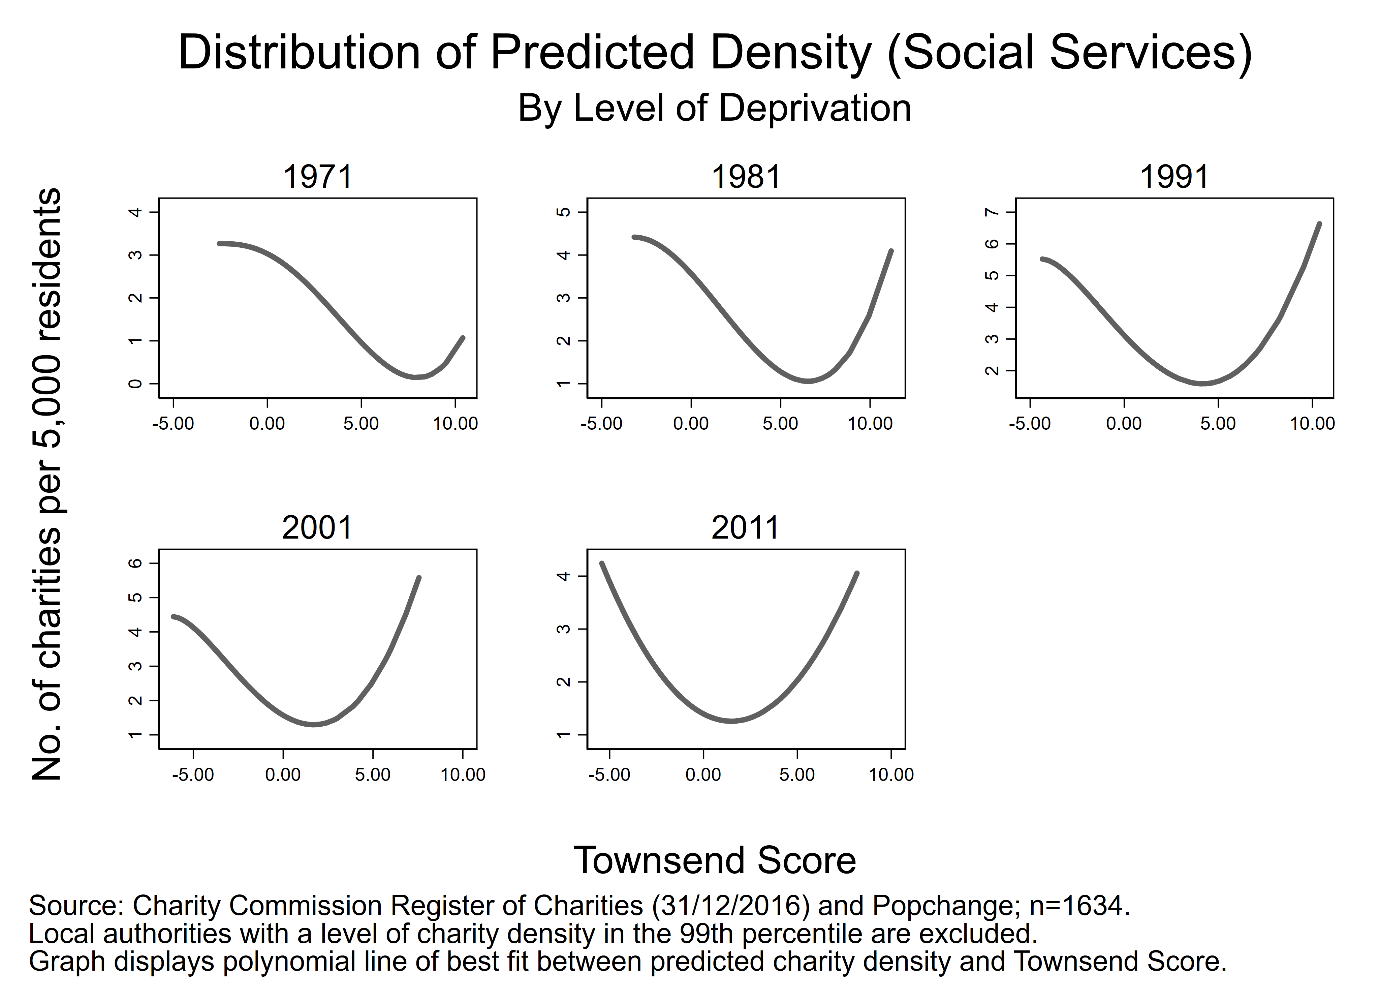 Distribution of Predicted Density (Social Services)
By Level of Deprivation
No. of charities per 5,000 residents
1971
4
3
2
1
0
-5.00 0.00 5.00 10.00
1981
5
4
3
2
1
-5.00 0.00 5.00 10.00
1991
7
6
5
4
3
2
-5.00 0.00 5.00 10.00
2001
6
5
4
3
2
1
-5.00 0.00 5.00 10.00
2011
4
3
2
1
-5.00 0.00 5.00 10.00
Townsend Score
Source: Charity Commission Register of Charities (31/12/2016) and Popchange; n=1634.
Local authorities with a level of charity density in the 99th percentile are excluded.
Graph displays polynomial line of best fit between predicted charity density and Townsend Score.